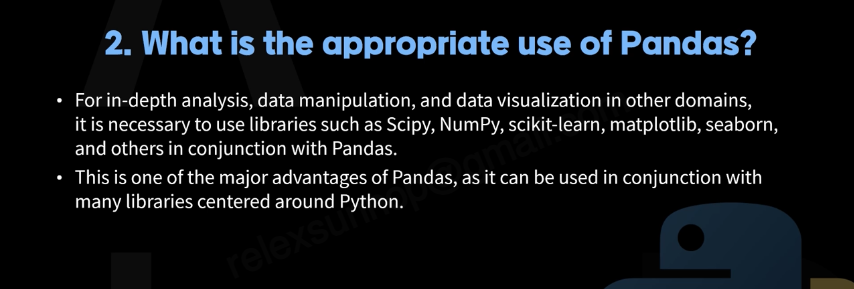 2. What is the appropriate use of Pandas?
• For in-depth analysis, data manipulation, and data visualization in other domains,
it is necessary to use libraries such as Scipy, NumPy, scikit-learn, matplotlib, seaborn,
and others in conjunction with Pandas.
• This is one of the major advantages of Pandas, as it can be used in conjunction with
many libraries centered around Python.